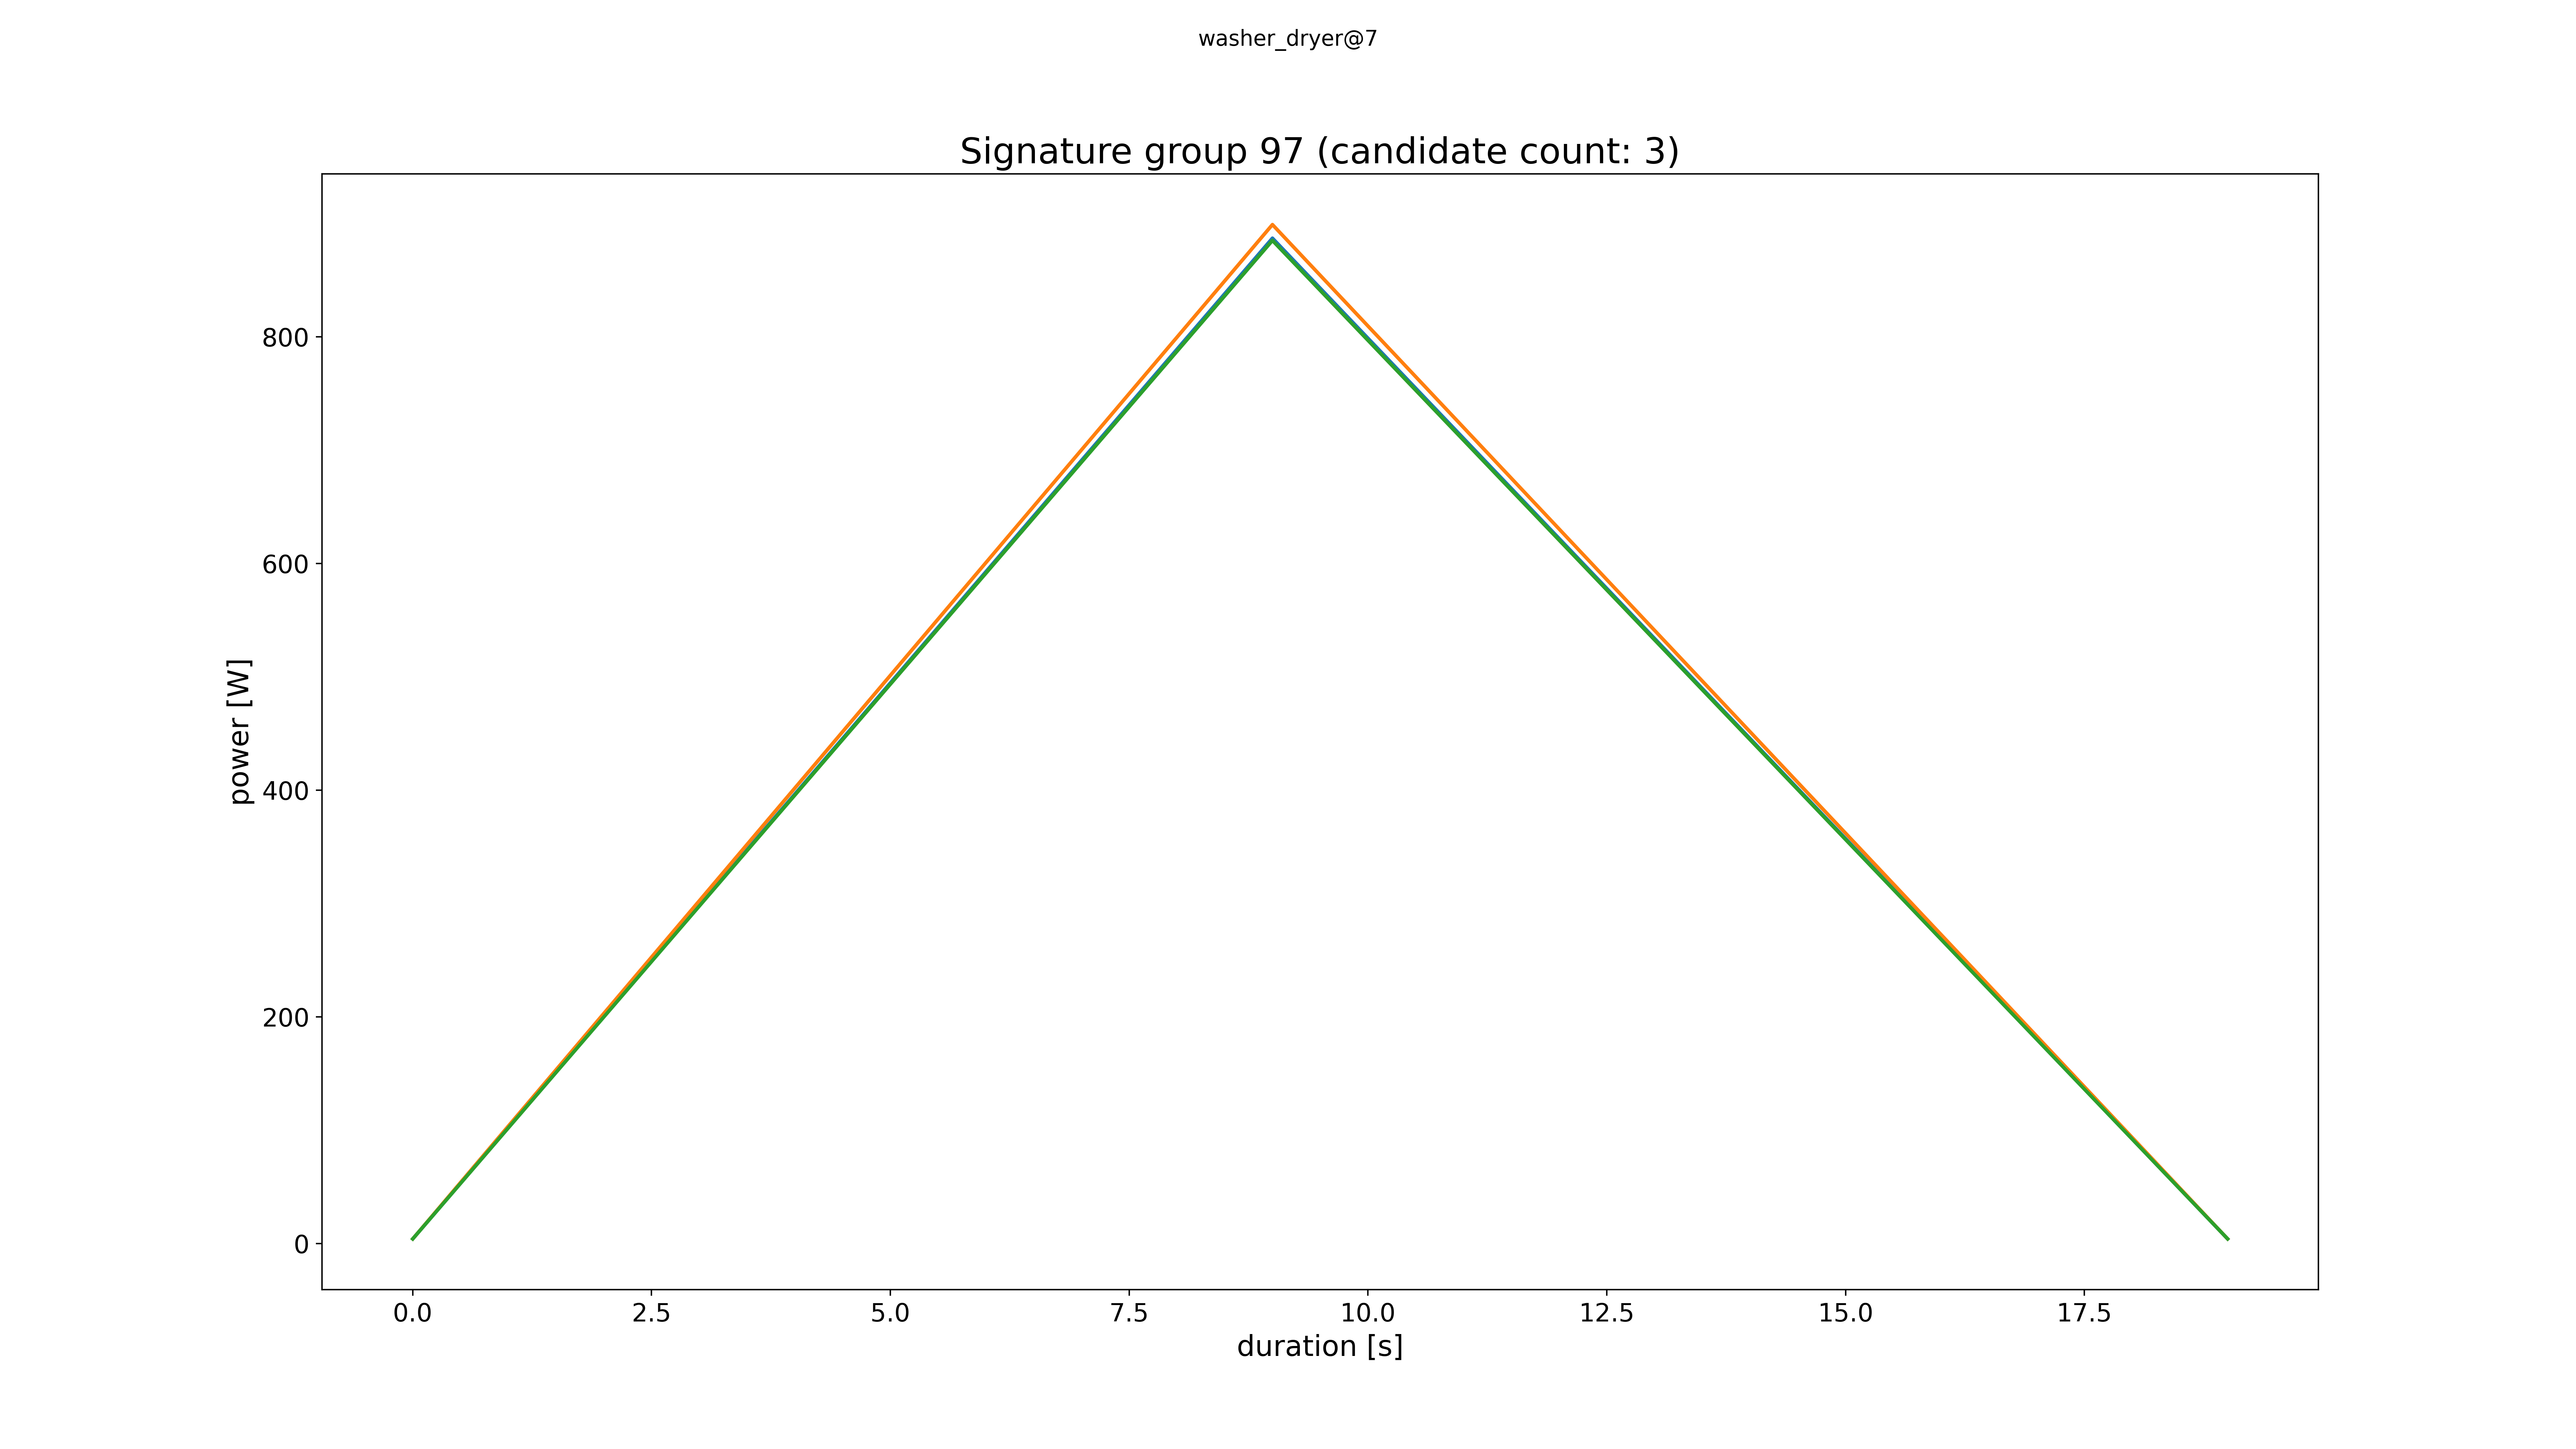 washer_dryer@7
Signature group 97 (candidate count: 3)
800
600
400
200
0
power [W]
0.0 2.5 5.0 7.5 10.0 12.5 15.0 17.5
duration [s]